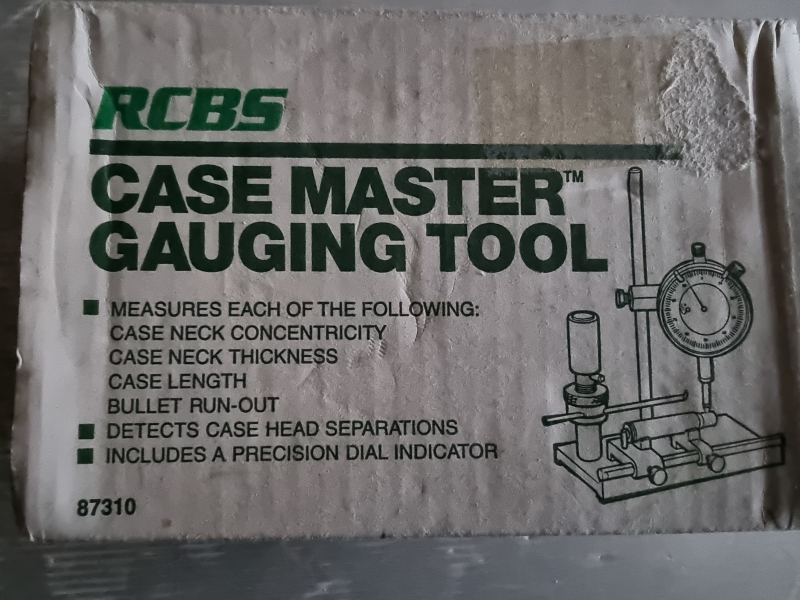 RCBS
CASE MASTER™
GAUGING TOOL
■ MEASURES EACH OF THE FOLLOWING:
CASE NECK CONCENTRICITY
CASE NECK THICKNESS
CASE LENGTH
BULLET RUN-OUT
■ DETECTS CASE HEAD SEPARATIONS
■ INCLUDES A PRECISION DIAL INDICATOR
87310